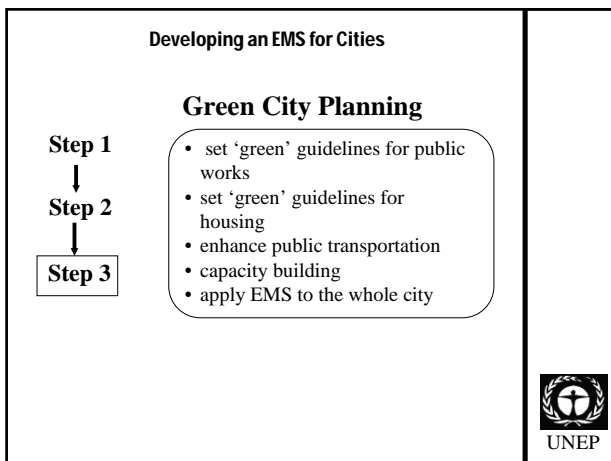 Developing an EMS for Cities
Green City Planning
Step 1
Step 2
Step 3
• set ‘green’ guidelines for public
works
• set ‘green’ guidelines for
housing
• enhance public transportation
• capacity building
• apply EMS to the whole city
UNEP